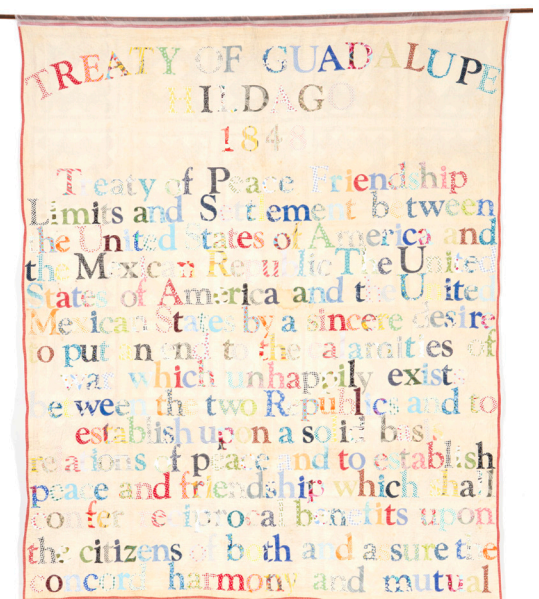 TREATY OF GUADALUPE
HILDAGO
1848
Treaty of Peace Friendship
Limits and Settlement between
the United States of America and
the Mexican Republic The United
States of America and the United
Mexican States by a sincere desire
to put an end to the calamities of
war which unhappily exist
between the two Republics and to
establish upon a solid basis
relations of peace and to establish
peace and friendship which shall
confer reciprocal benefits upon
the citizens of both and assure the
concord harmony and mutual